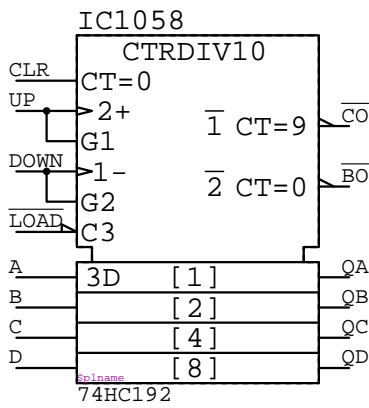 IC1058
CTRDIV10
CLR CT=0
UP 2+ 1 CT=9 CO
G1
DOWN 1- 2 CT=0 BO
G2
LOAD C3
A 3D [1] QA
B [2] QB
C [4] QC
D [8] QD
$plname
74HC192